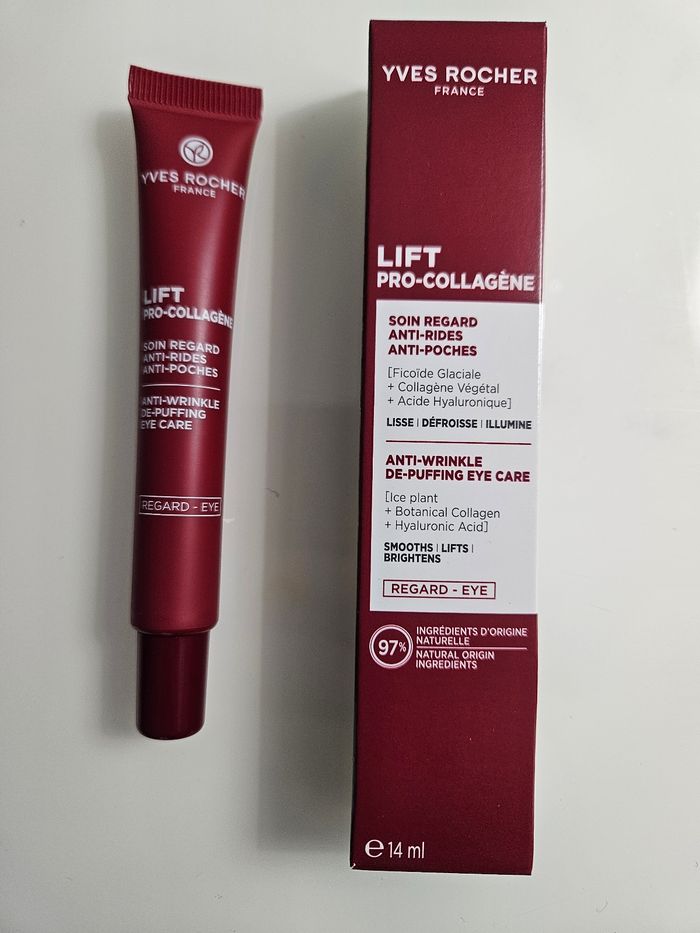 YVES ROCHER
FRANCE
LIFT
PRO-COLLAGÈNE
SOIN REGARD
ANTI-RIDES
ANTI-POCHES
ANTI-WRINKLE
DE-PUFFING
EYE CARE
REGARD - EYE
YVES ROCHER
FRANCE
LIFT
PRO-COLLAGÈNE
SOIN REGARD
ANTI-RIDES
ANTI-POCHES
[Ficoïde Glaciale
+ Collagène Végétal
+ Acide Hyaluronique]
LISSE | DÉFROISSE | ILLUMINE
ANTI-WRINKLE
DE-PUFFING EYE CARE
[Ice plant
+ Botanical Collagen
+ Hyaluronic Acid]
SMOOTHS | LIFTS |
BRIGHTENS
REGARD - EYE
97%
INGRÉDIENTS D'ORIGINE
NATURELLE
NATURAL ORIGIN
INGREDIENTS
℮ 14 ml